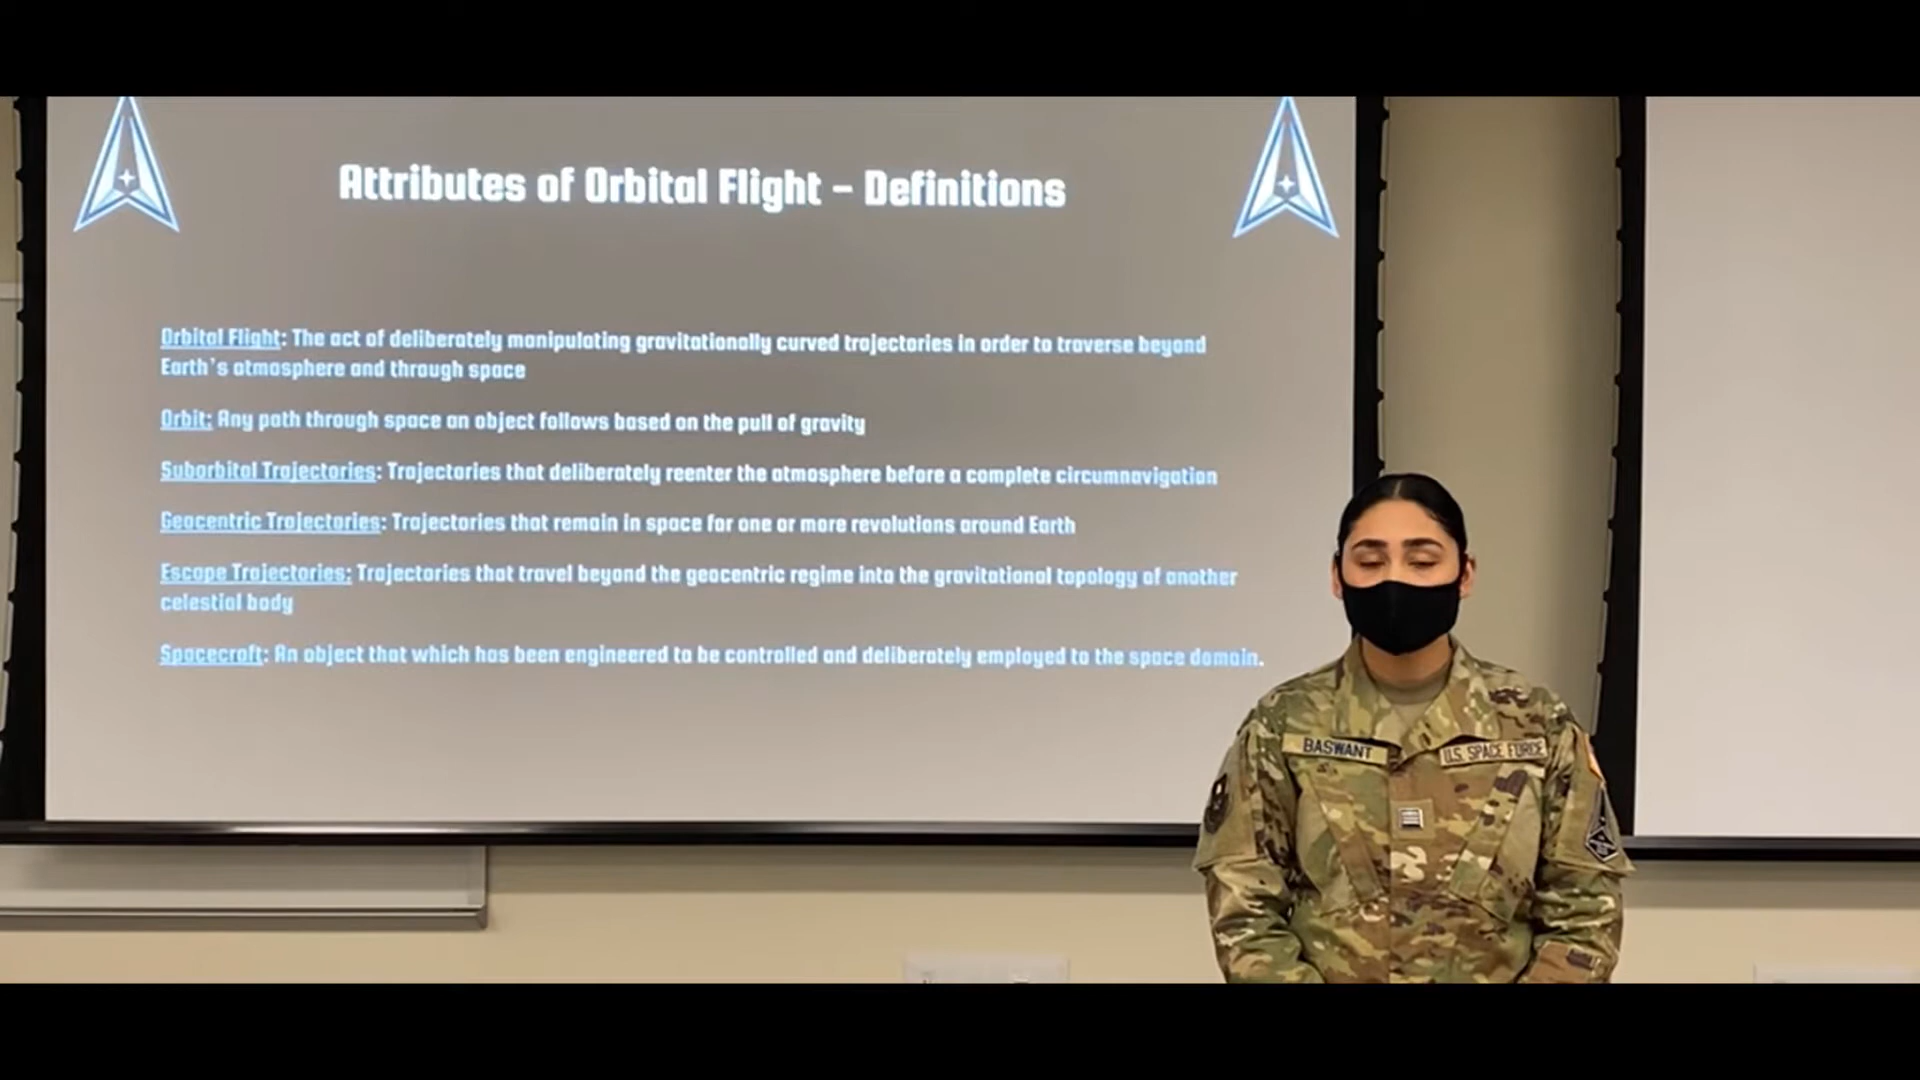 Attributes of Orbital Flight – Definitions
Orbital Flight: The act of deliberately manipulating gravitationally curved trajectories in order to traverse beyond
Earth's atmosphere and through space
Orbit: Any path through space an object follows based on the pull of gravity
Suborbital Trajectories: Trajectories that deliberately reenter the atmosphere before a complete circumnavigation
Geocentric Trajectories: Trajectories that remain in space for one or more revolutions around Earth
Escape Trajectories: Trajectories that travel beyond the geocentric regime into the gravitational topology of another
celestial body
Spacecraft: An object that which has been engineered to be controlled and deliberately employed to the space domain.
BASWANT
U.S. SPACE FORCE